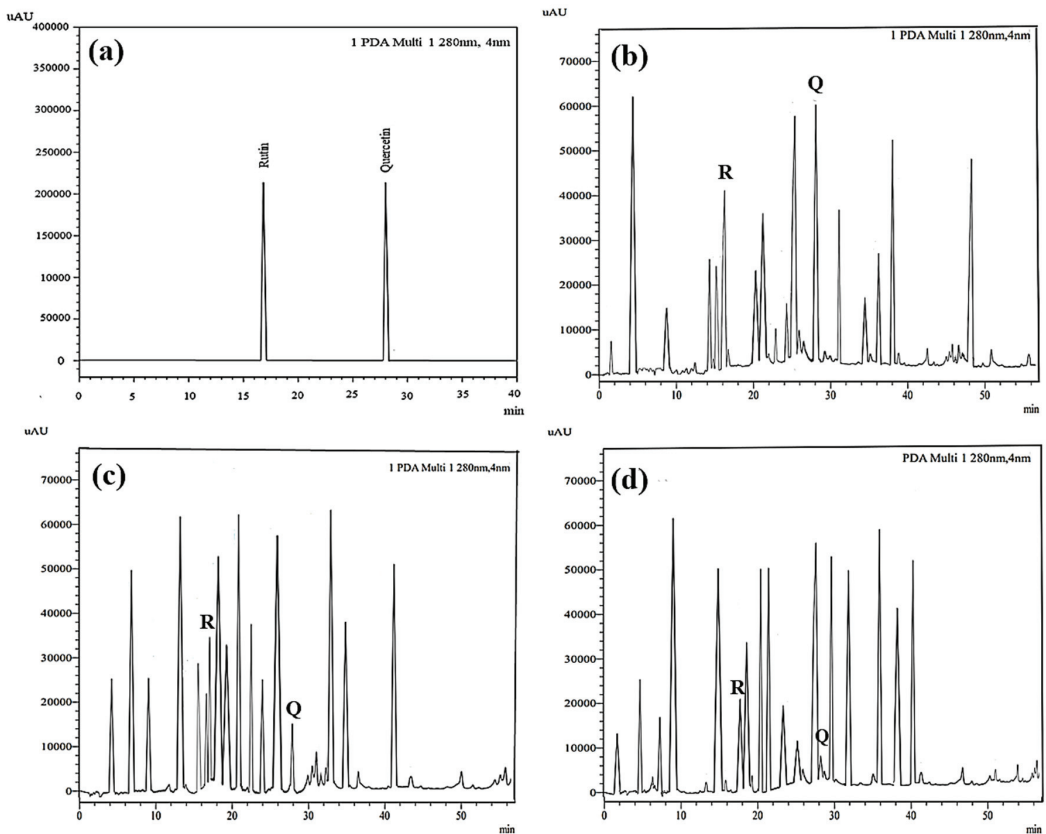 uAU
(a)
1 PDA Multi 1 280nm, 4nm
400000
350000
300000
250000
200000
150000
100000
50000
0
Rutin
Quercetin
0 5 10 15 20 25 30 35 40
min
uAU
(b)
1 PDA Multi 1 280nm,4nm
70000
60000
50000
40000
30000
20000
10000
0
R
Q
0 10 20 30 40 50
min
uAU
(c)
1 PDA Multi 1 280nm,4nm
70000
60000
50000
40000
30000
20000
10000
0
R
Q
0 10 20 30 40 50
min
uAU
(d)
PDA Multi 1 280nm,4nm
70000
60000
50000
40000
30000
20000
10000
0
R
Q
0 10 20 30 40 50
min